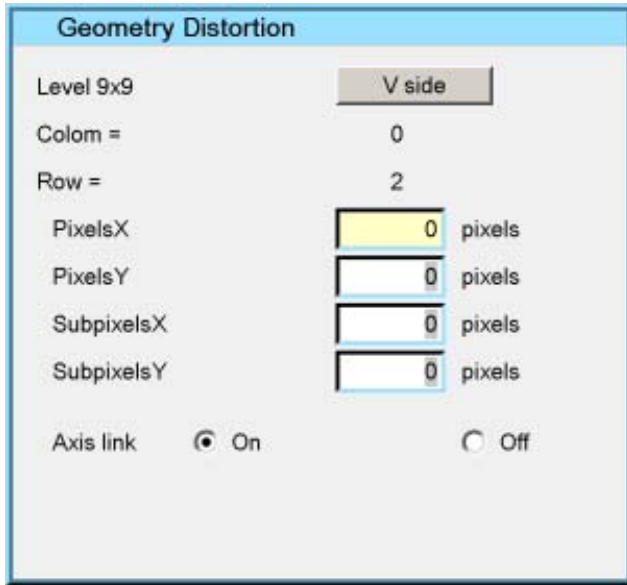 Geometry Distortion
Level 9x9 V side
Colom = 0
Row = 2
PixelsX 0 pixels
PixelsY 0 pixels
SubpixelsX 0 pixels
SubpixelsY 0 pixels
Axis link On Off